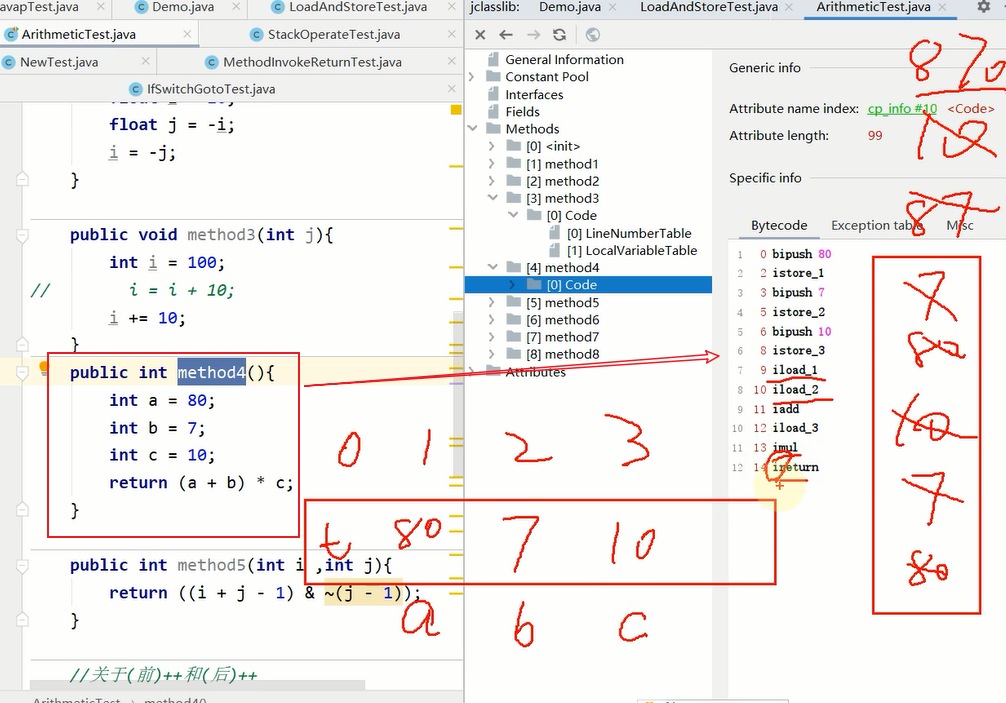 avapTest.java Demo.java LoadAndStoreTest.java
ArithmeticTest.java StackOperateTest.java
NewTest.java MethodInvokeReturnTest.java
IfSwitchGotoTest.java
float j = -i;
i = -j;
}
public void method3(int j){
int i = 100;
// i = i + 10;
i += 10;
}
public int method4(){
int a = 80;
int b = 7;
int c = 10;
return (a + b) * c;
}
public int method5(int i ,int j){
return ((i + j - 1) & ~(j - 1));
}
//关于(前)++和(后)++
ArithmeticTest > method40
0 1 2 3
t 80 7 10
a b c
jclasslib: Demo.java LoadAndStoreTest.java ArithmeticTest.java
General Information
Constant Pool
Interfaces
Fields
Methods
[0] <init>
[1] method1
[2] method2
[3] method3
[0] Code
[0] LineNumberTable
[1] LocalVariableTable
[4] method4
[0] Code
[5] method5
[6] method6
[7] method7
[8] method8
Attributes
Generic info
Attribute name index: cp_info #10 <Code>
Attribute length: 99
Specific info
Bytecode Exception table Misc
1 0 bipush 80
2 2 istore_1
3 3 bipush 7
4 5 istore_2
5 6 bipush 10
6 8 istore_3
7 9 iload_1
8 10 iload_2
9 11 iadd
10 12 iload_3
11 13 imul
12 14 ireturn
870
10
87
7
80
10
7
80